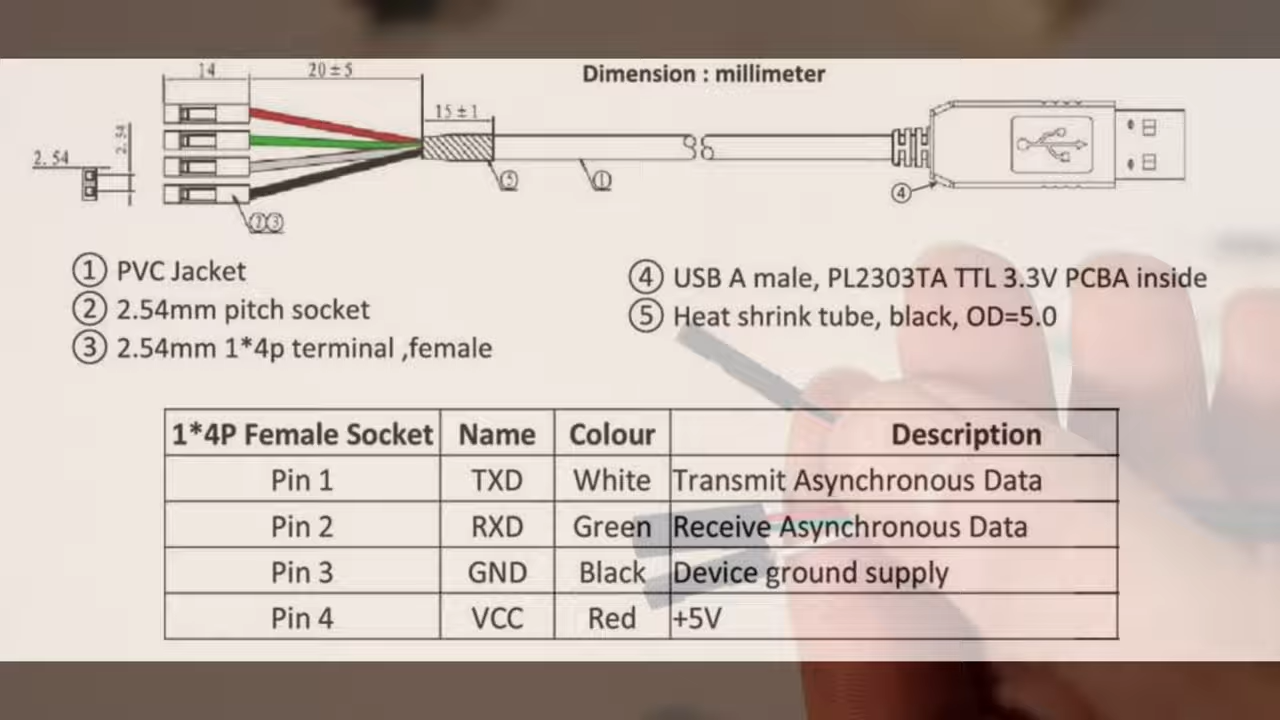 Dimension : millimeter
14
20±5
15±1
2.54
2.54
②③
⑤
①
④
① PVC Jacket
② 2.54mm pitch socket
③ 2.54mm 1*4p terminal ,female
④ USB A male, PL2303TA TTL 3.3V PCBA inside
⑤ Heat shrink tube, black, OD=5.0
1*4P Female Socket Name Colour Description
Pin 1 TXD White Transmit Asynchronous Data
Pin 2 RXD Green Receive Asynchronous Data
Pin 3 GND Black Device ground supply
Pin 4 VCC Red +5V